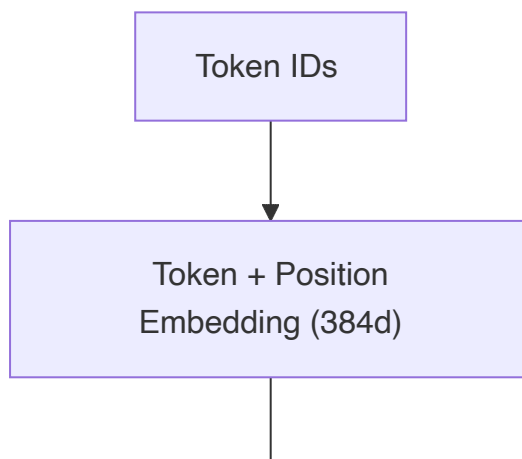 Token IDs
Token + Position
Embedding (384d)